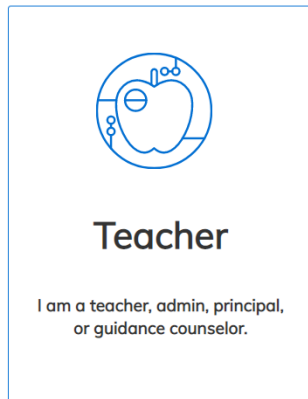 Teacher
I am a teacher, admin, principal,
or guidance counselor.